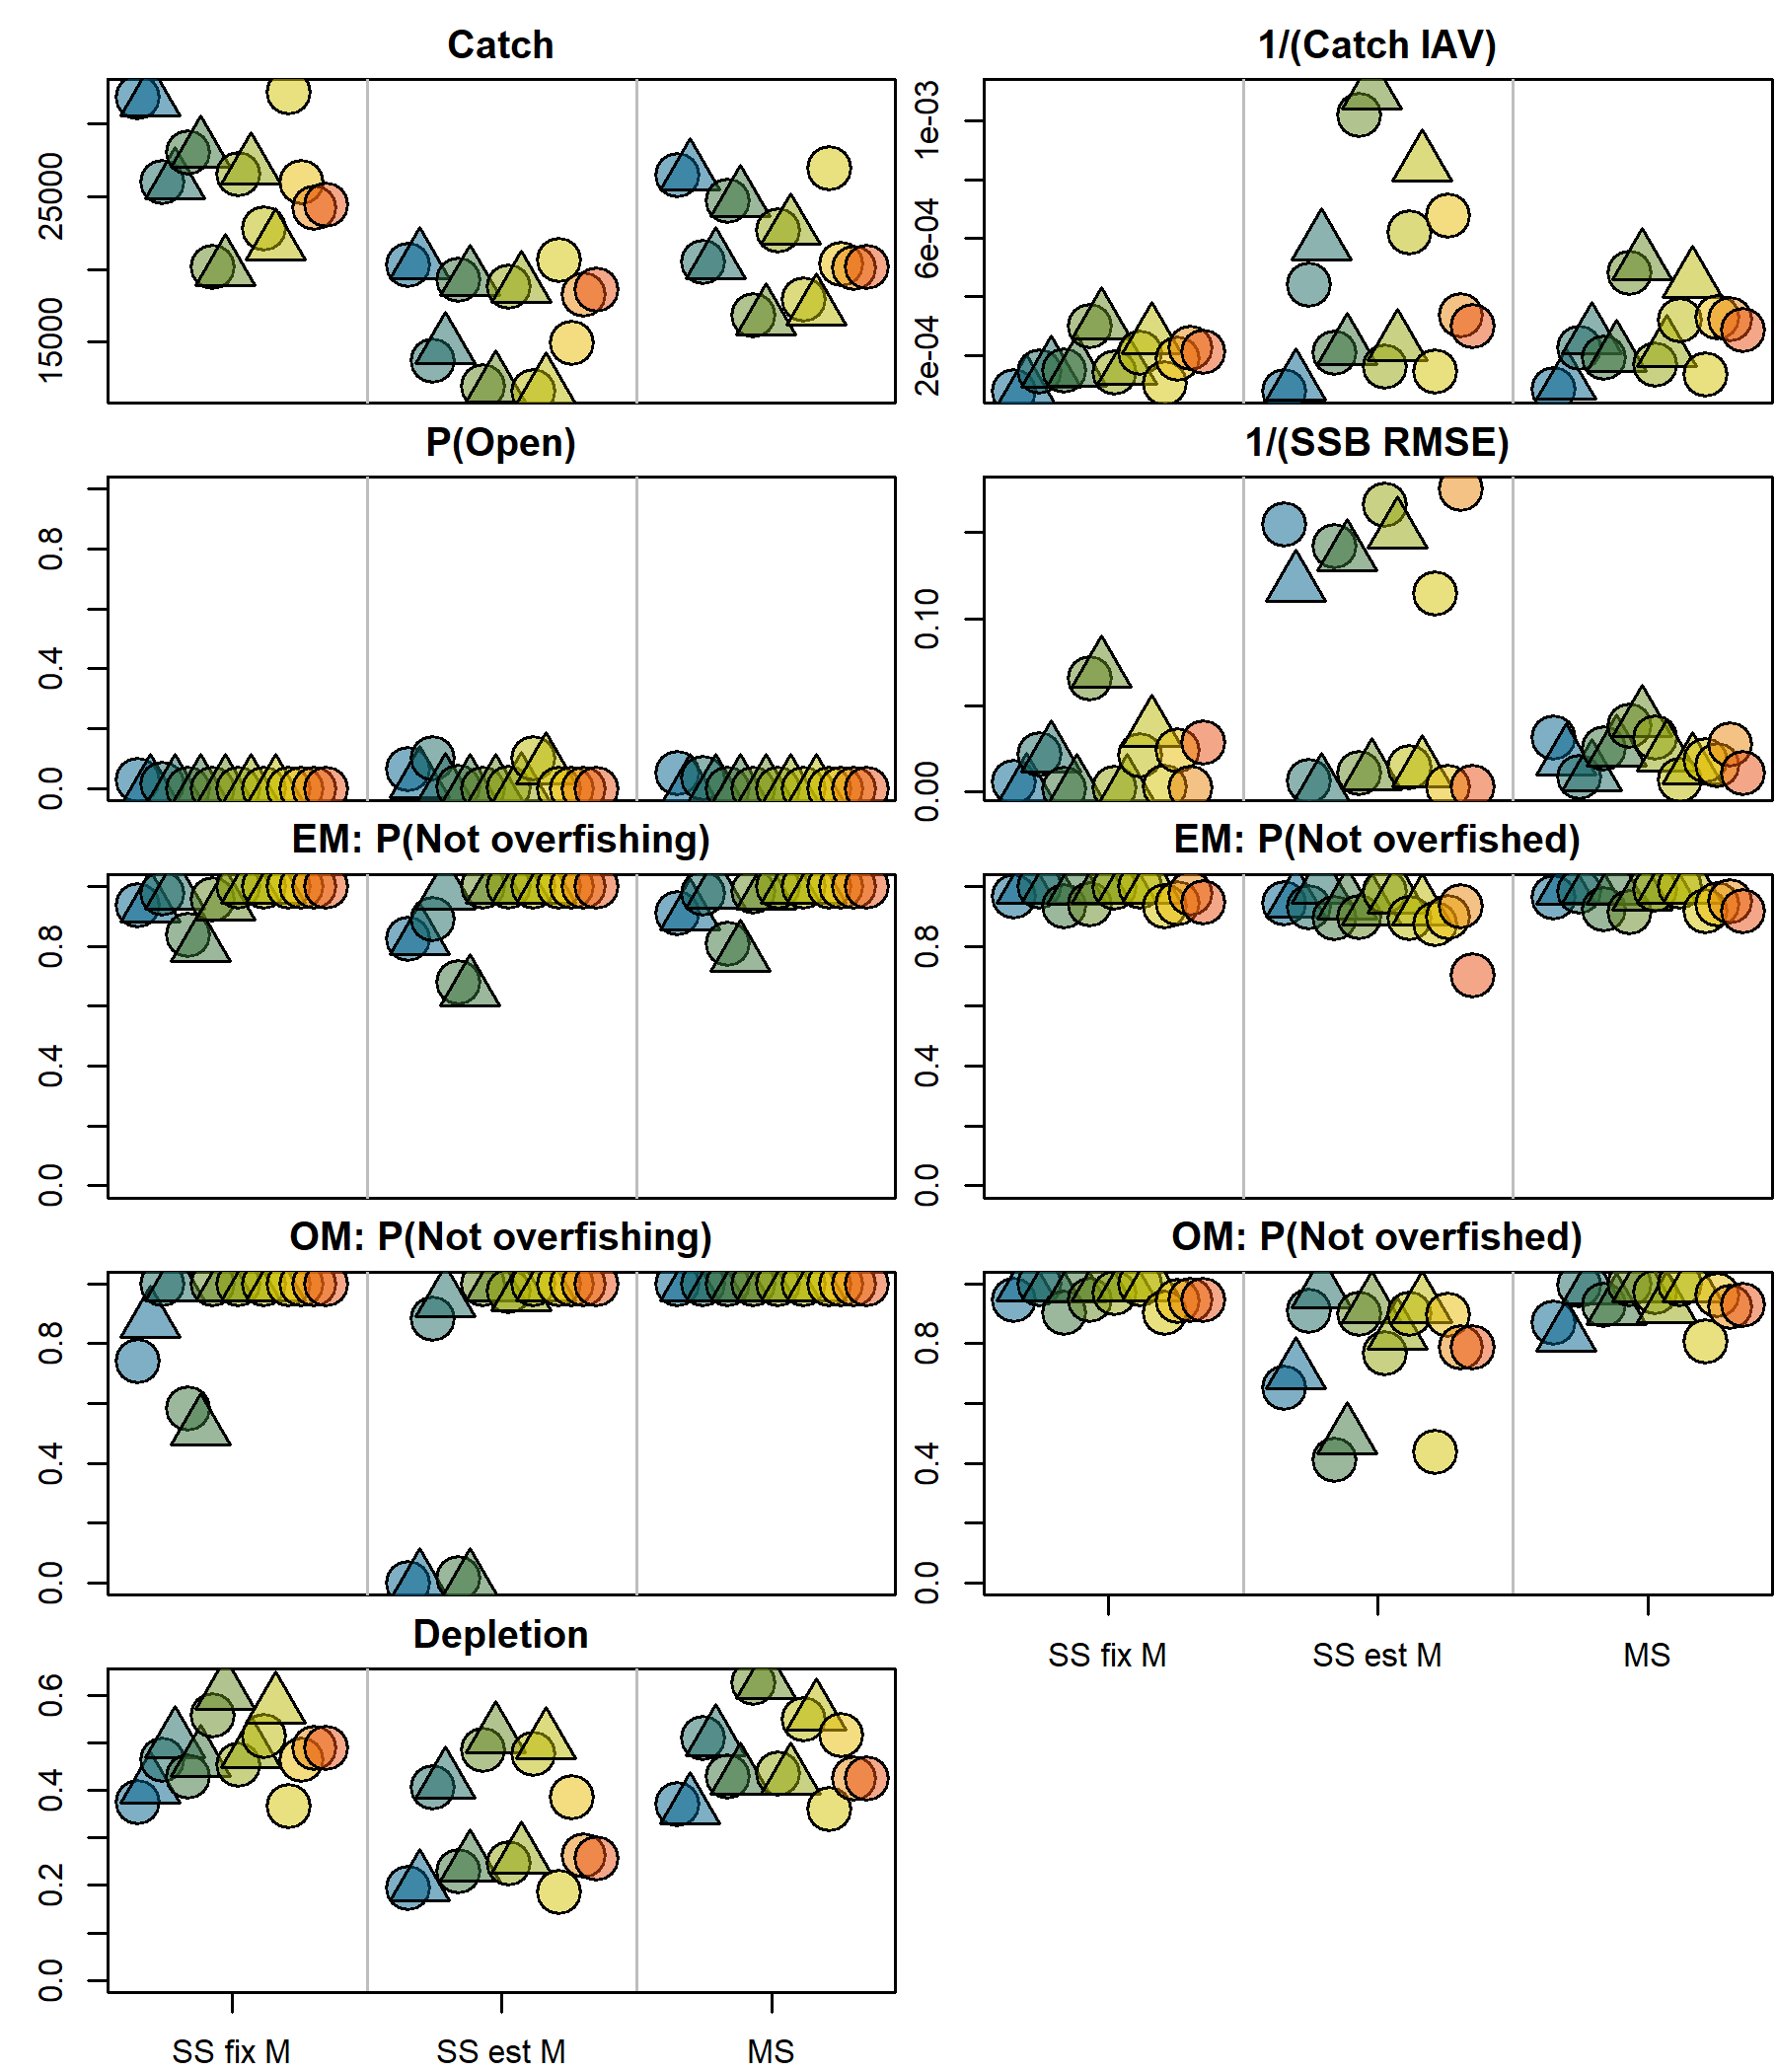 Catch
1/(Catch IAV)
25000
15000
1e-03
6e-04
2e-04
P(Open)
1/(SSB RMSE)
0.8
0.4
0.0
0.10
0.00
EM: P(Not overfishing)
EM: P(Not overfished)
0.8
0.4
0.0
0.8
0.4
0.0
OM: P(Not overfishing)
OM: P(Not overfished)
0.8
0.4
0.0
0.8
0.4
0.0
SS fix M
SS est M
MS
Depletion
0.6
0.4
0.2
0.0
SS fix M
SS est M
MS